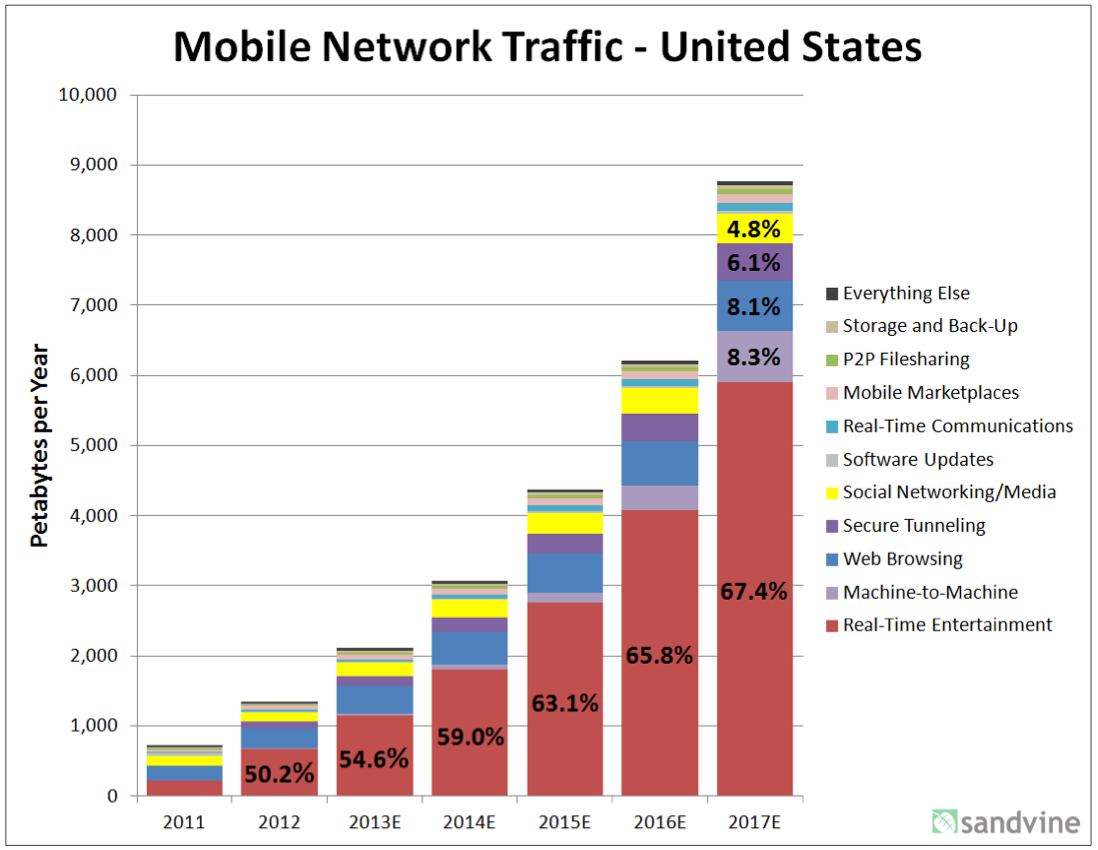 Mobile Network Traffic - United States
Petabytes per Year
10,000
9,000
8,000
7,000
6,000
5,000
4,000
3,000
2,000
1,000
0
4.8%
6.1%
8.1%
8.3%
67.4%
65.8%
63.1%
59.0%
54.6%
50.2%
2011
2012
2013E
2014E
2015E
2016E
2017E
Everything Else
Storage and Back-Up
P2P Filesharing
Mobile Marketplaces
Real-Time Communications
Software Updates
Social Networking/Media
Secure Tunneling
Web Browsing
Machine-to-Machine
Real-Time Entertainment
sandvine